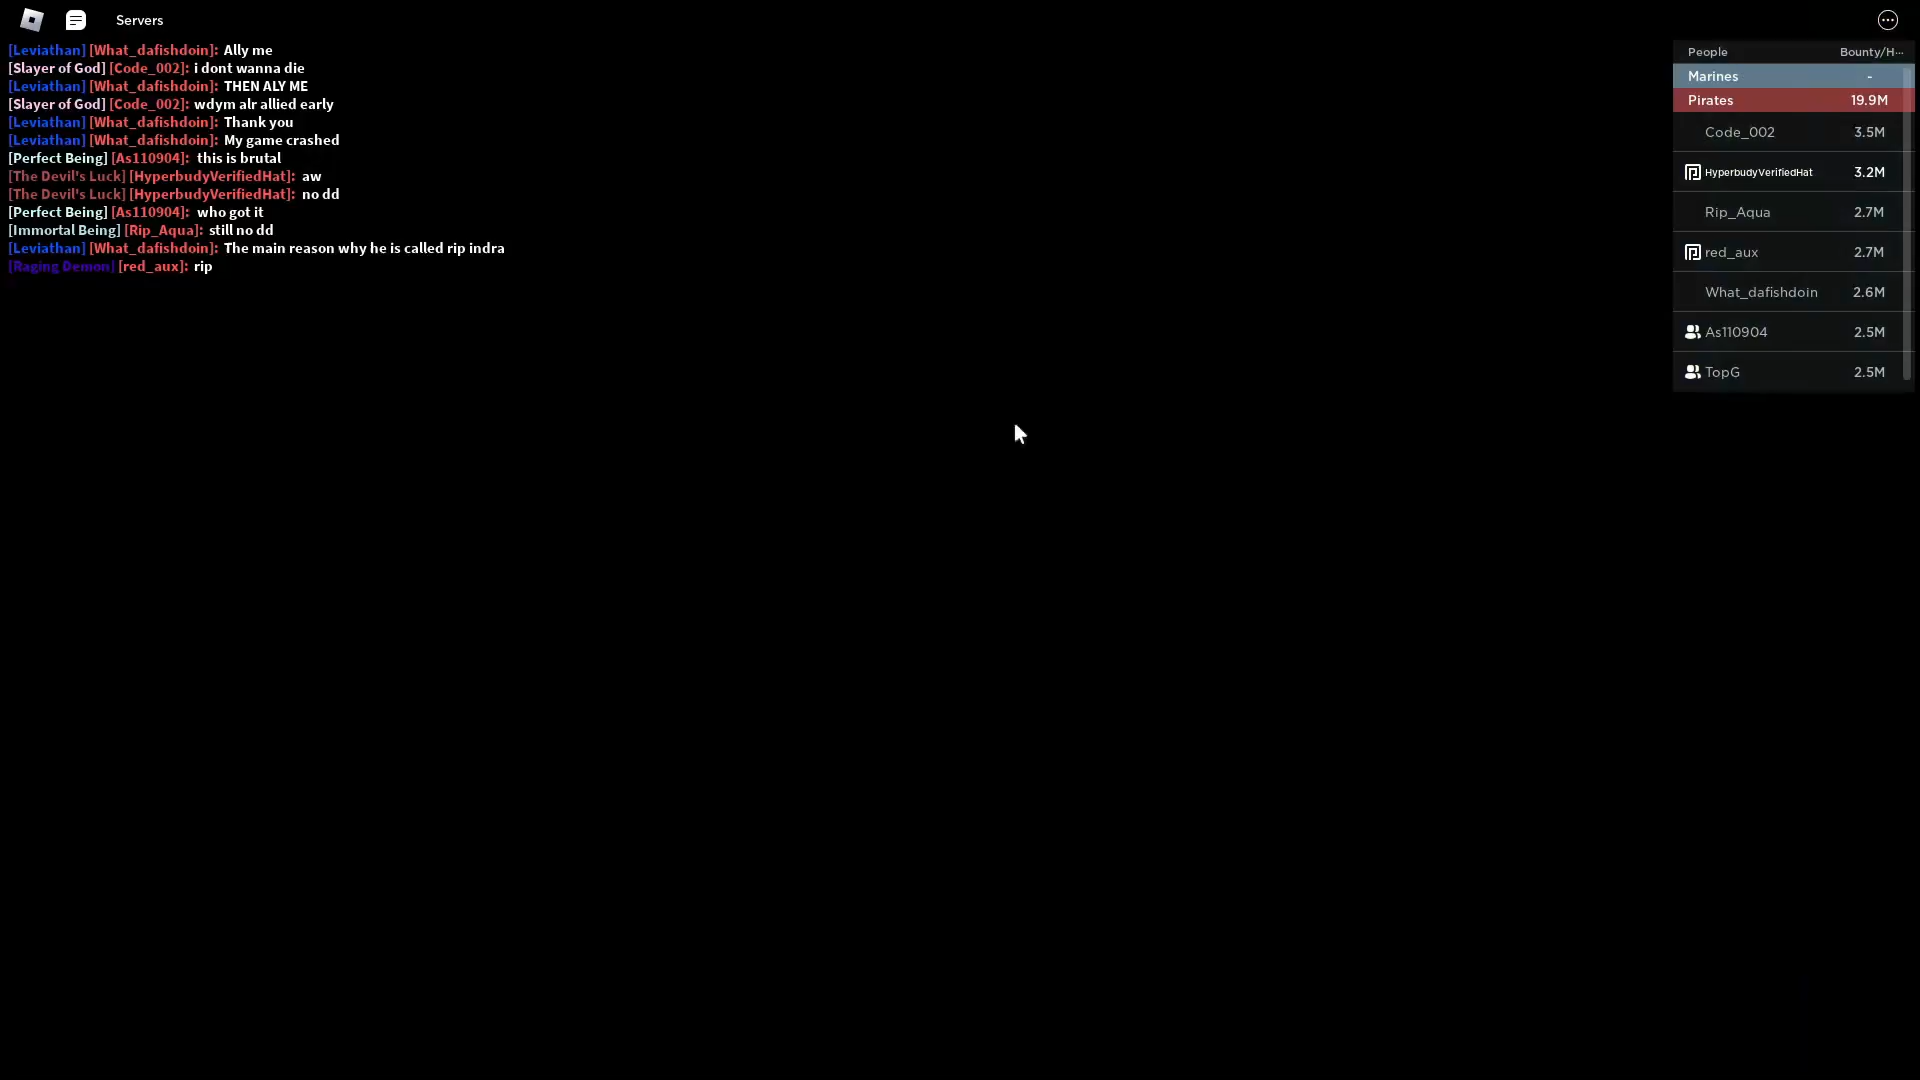 Servers
[Leviathan] [What_dafishdoin]: Ally me
[Slayer of God] [Code_002]: i dont wanna die
[Leviathan] [What_dafishdoin]: THEN ALY ME
[Slayer of God] [Code_002]: wdym alr allied early
[Leviathan] [What_dafishdoin]: Thank you
[Leviathan] [What_dafishdoin]: My game crashed
[Perfect Being] [As110904]: this is brutal
[The Devil's Luck] [HyperbudyVerifiedHat]: aw
[The Devil's Luck] [HyperbudyVerifiedHat]: no dd
[Perfect Being] [As110904]: who got it
[Immortal Being] [Rip_Aqua]: still no dd
[Leviathan] [What_dafishdoin]: The main reason why he is called rip indra
[Raging Demon] [red_aux]: rip
People Bounty/H...
Marines -
Pirates 19.9M
Code_002 3.5M
HyperbudyVerifiedHat 3.2M
Rip_Aqua 2.7M
red_aux 2.7M
What_dafishdoin 2.6M
As110904 2.5M
TopG 2.5M